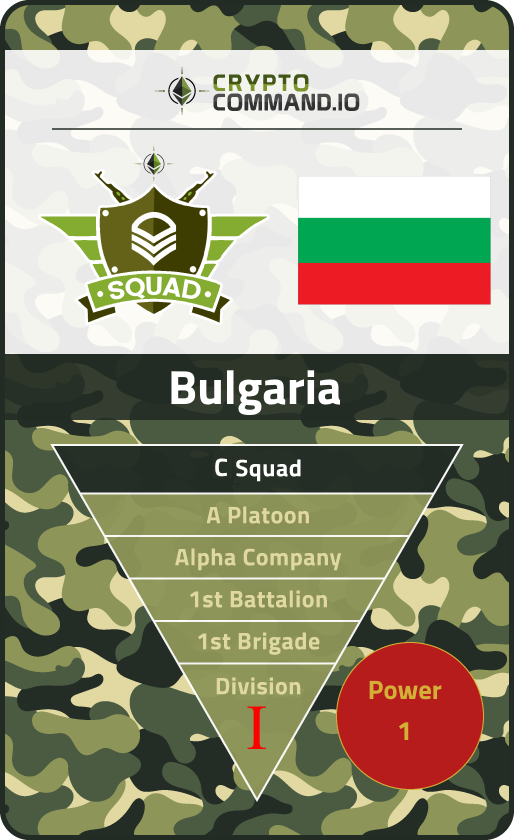 CRYPTO
COMMAND.IO
SQUAD
Bulgaria
C Squad
A Platoon
Alpha Company
1st Battalion
1st Brigade
Division
I
Power
1